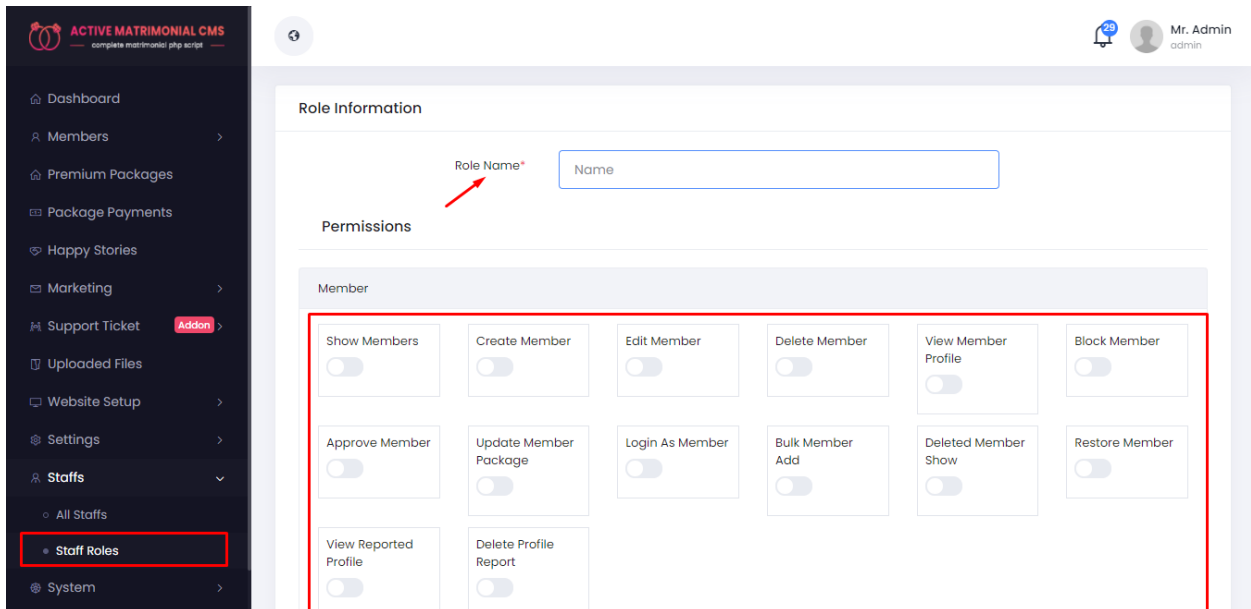 ACTIVE MATRIMONIAL CMS
complete matrimonial php script
29
Mr. Admin
admin
Dashboard
Members
Premium Packages
Package Payments
Happy Stories
Marketing
Support Ticket Addon
Uploaded Files
Website Setup
Settings
Staffs
All Staffs
Staff Roles
System
Role Information
Role Name*
Name
Permissions
Member
Show Members
Create Member
Edit Member
Delete Member
View Member
Profile
Block Member
Approve Member
Update Member
Package
Login As Member
Bulk Member
Add
Deleted Member
Show
Restore Member
View Reported
Profile
Delete Profile
Report